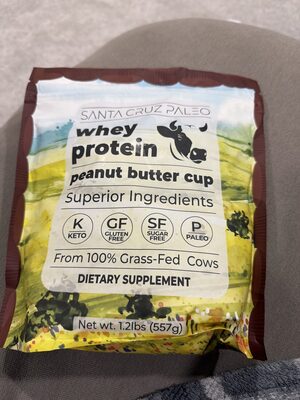 SANTA CRUZ PALEO
whey
protein
peanut butter cup
Superior Ingredients
K
KETO
GF
GLUTEN
FREE
SF
SUGAR
FREE
P
PALEO
From 100% Grass-Fed Cows
DIETARY SUPPLEMENT
Net wt. 1.2lbs (557g)